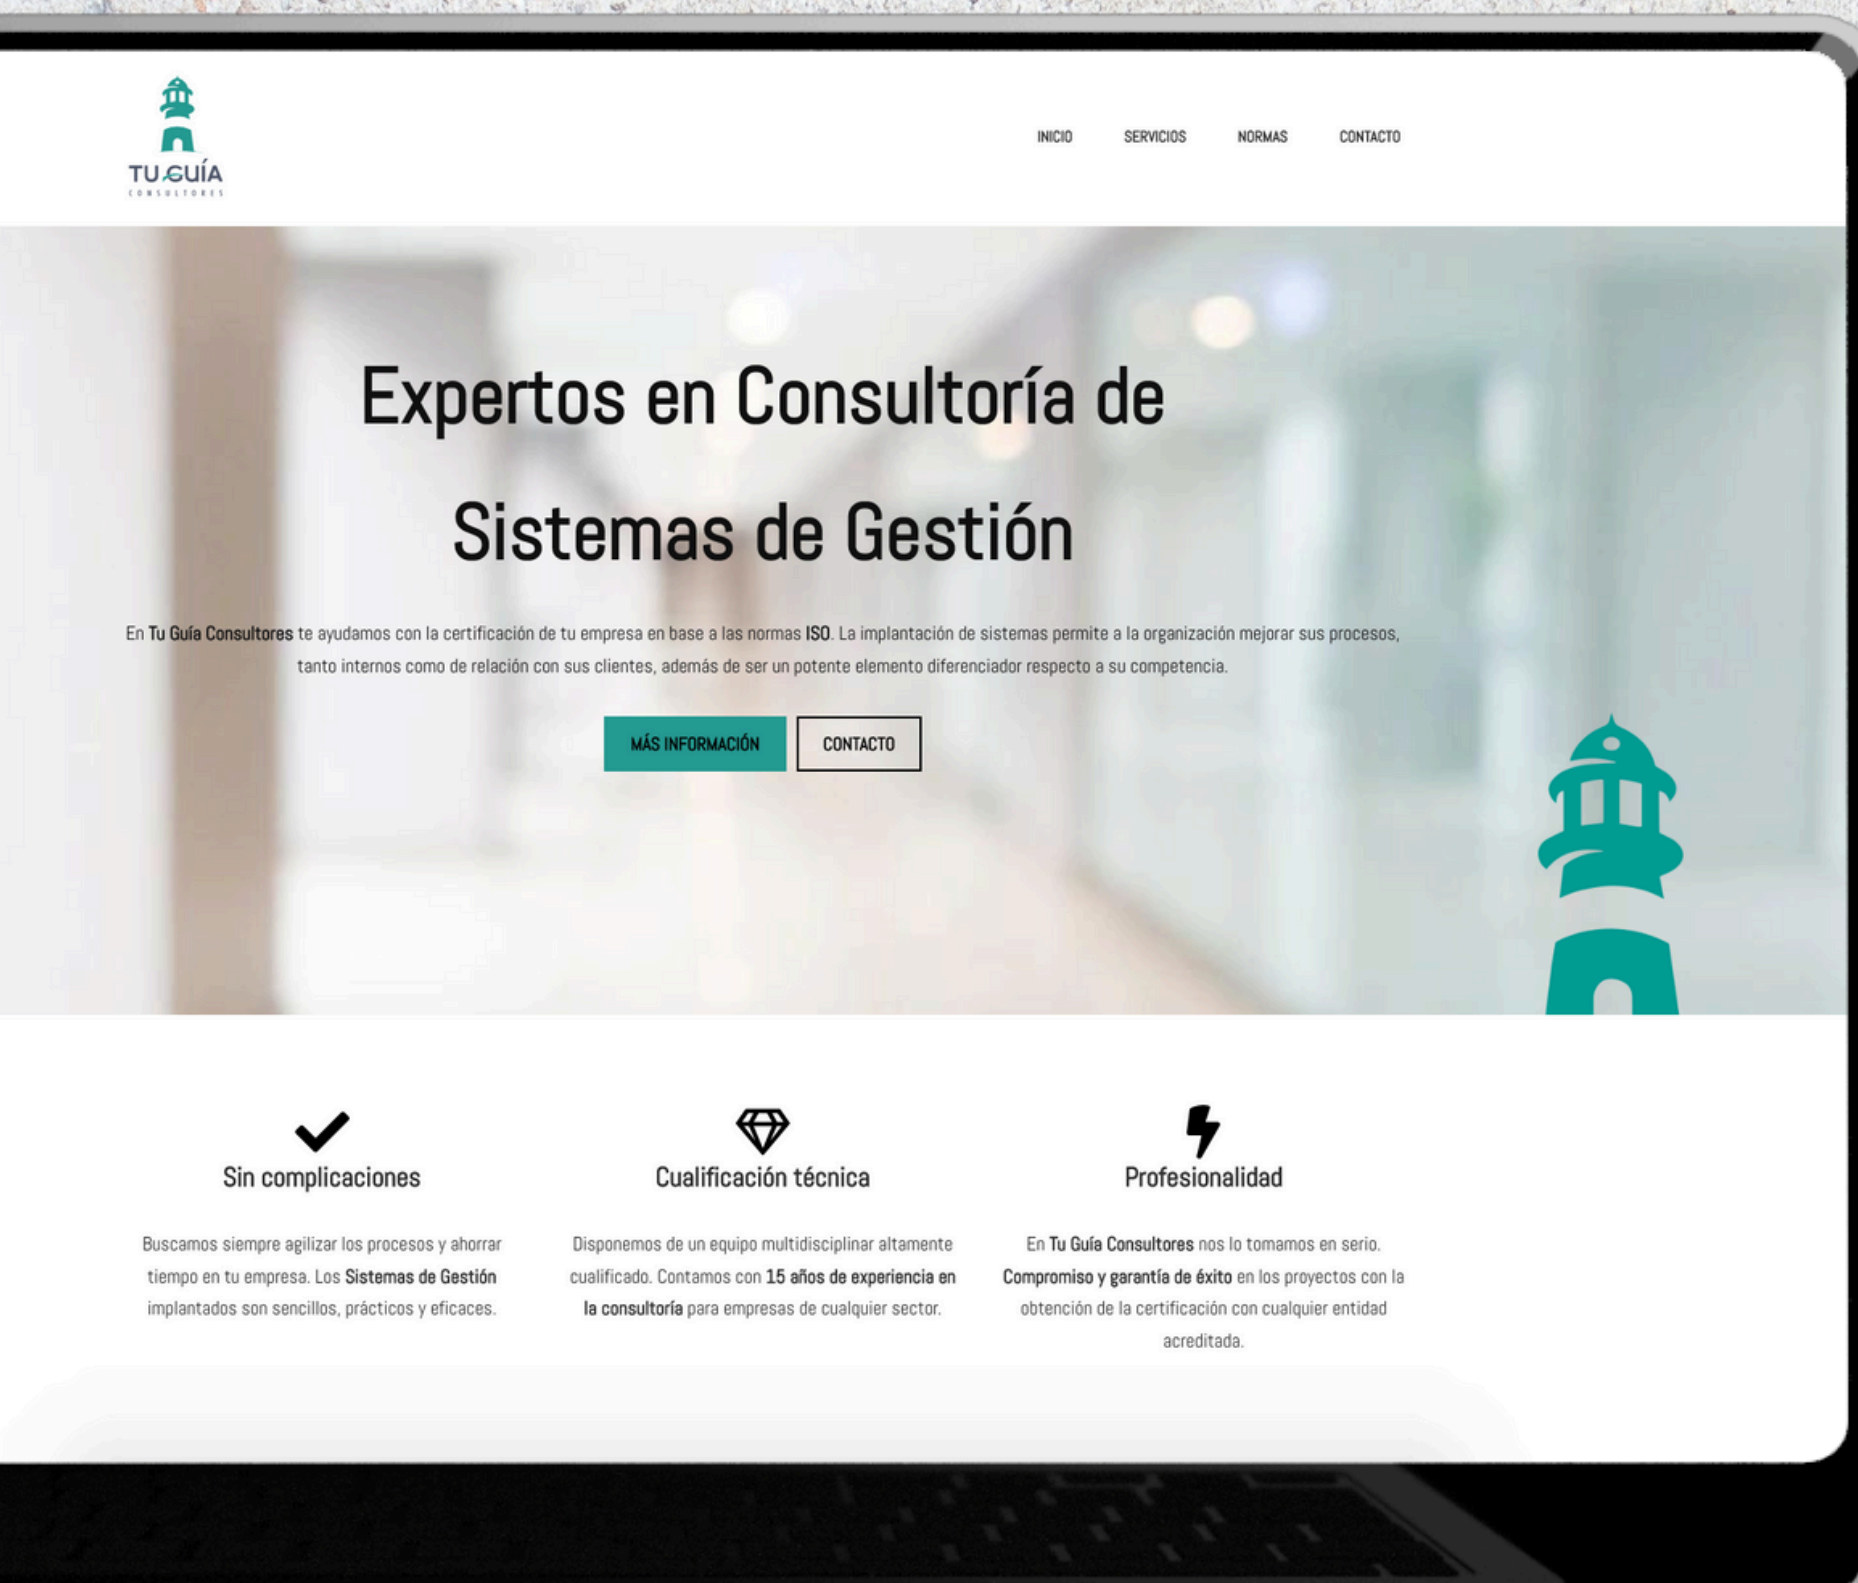 TU GUÍA
CONSULTORES
INICIO SERVICIOS NORMAS CONTACTO
Expertos en Consultoría de
Sistemas de Gestión
En Tu Guía Consultores te ayudamos con la certificación de tu empresa en base a las normas ISO. La implantación de sistemas permite a la organización mejorar sus procesos,
tanto internos como de relación con sus clientes, además de ser un potente elemento diferenciador respecto a su competencia.
MÁS INFORMACIÓN CONTACTO
Sin complicaciones
Buscamos siempre agilizar los procesos y ahorrar
tiempo en tu empresa. Los Sistemas de Gestión
implantados son sencillos, prácticos y eficaces.
Cualificación técnica
Disponemos de un equipo multidisciplinar altamente
cualificado. Contamos con 15 años de experiencia en
la consultoría para empresas de cualquier sector.
Profesionalidad
En Tu Guía Consultores nos lo tomamos en serio.
Compromiso y garantía de éxito en los proyectos con la
obtención de la certificación con cualquier entidad
acreditada.